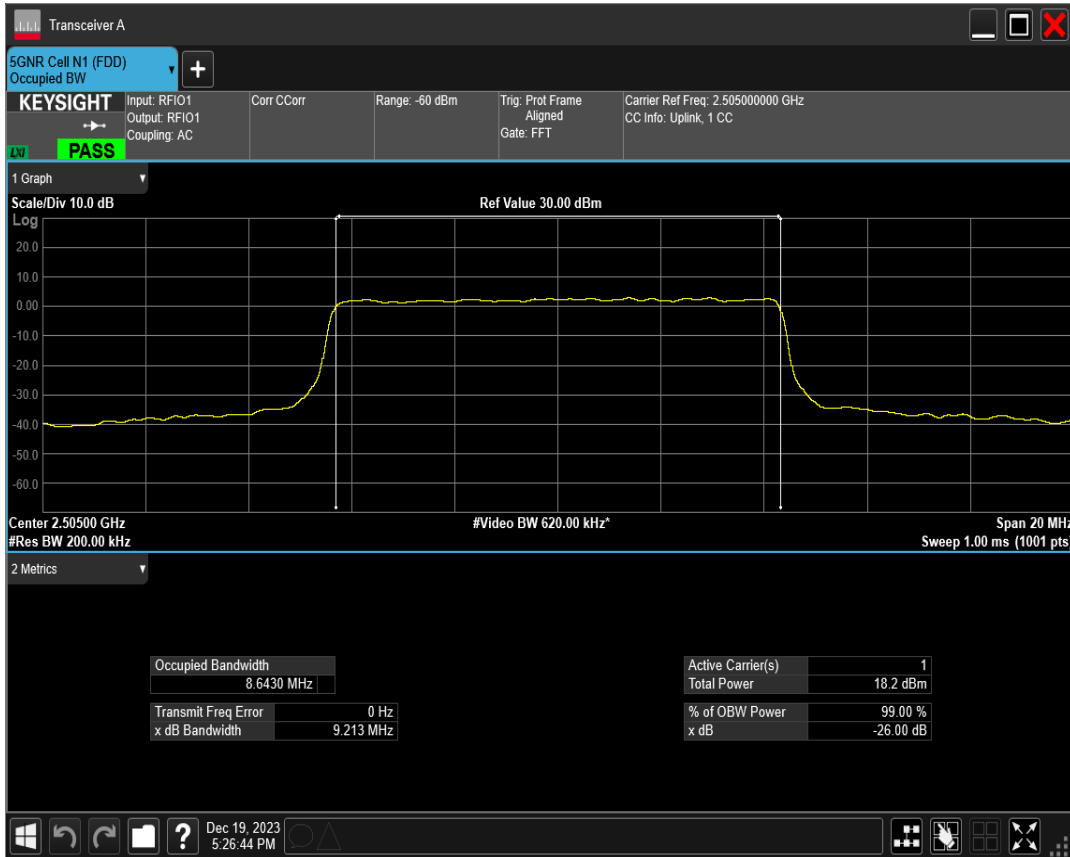 Transceiver A
5GNR Cell N1 (FDD)
Occupied BW
+
KEYSIGHT
LXI
PASS
Input: RFIO1
Output: RFIO1
Coupling: AC
Corr CCorr
Range: -60 dBm
Trig: Prot Frame
Aligned
Gate: FFT
Carrier Ref Freq: 2.505000000 GHz
CC Info: Uplink, 1 CC
1 Graph
Scale/Div 10.0 dB
Ref Value 30.00 dBm
Log
20.0
10.0
0.00
-10.0
-20.0
-30.0
-40.0
-50.0
-60.0
Center 2.50500 GHz
#Video BW 620.00 kHz*
Span 20 MHz
#Res BW 200.00 kHz
Sweep 1.00 ms (1001 pts)
2 Metrics
Occupied Bandwidth
8.6430 MHz
Transmit Freq Error 0 Hz
x dB Bandwidth 9.213 MHz
Active Carrier(s) 1
Total Power 18.2 dBm
% of OBW Power 99.00 %
x dB -26.00 dB
?
Dec 19, 2023
5:26:44 PM